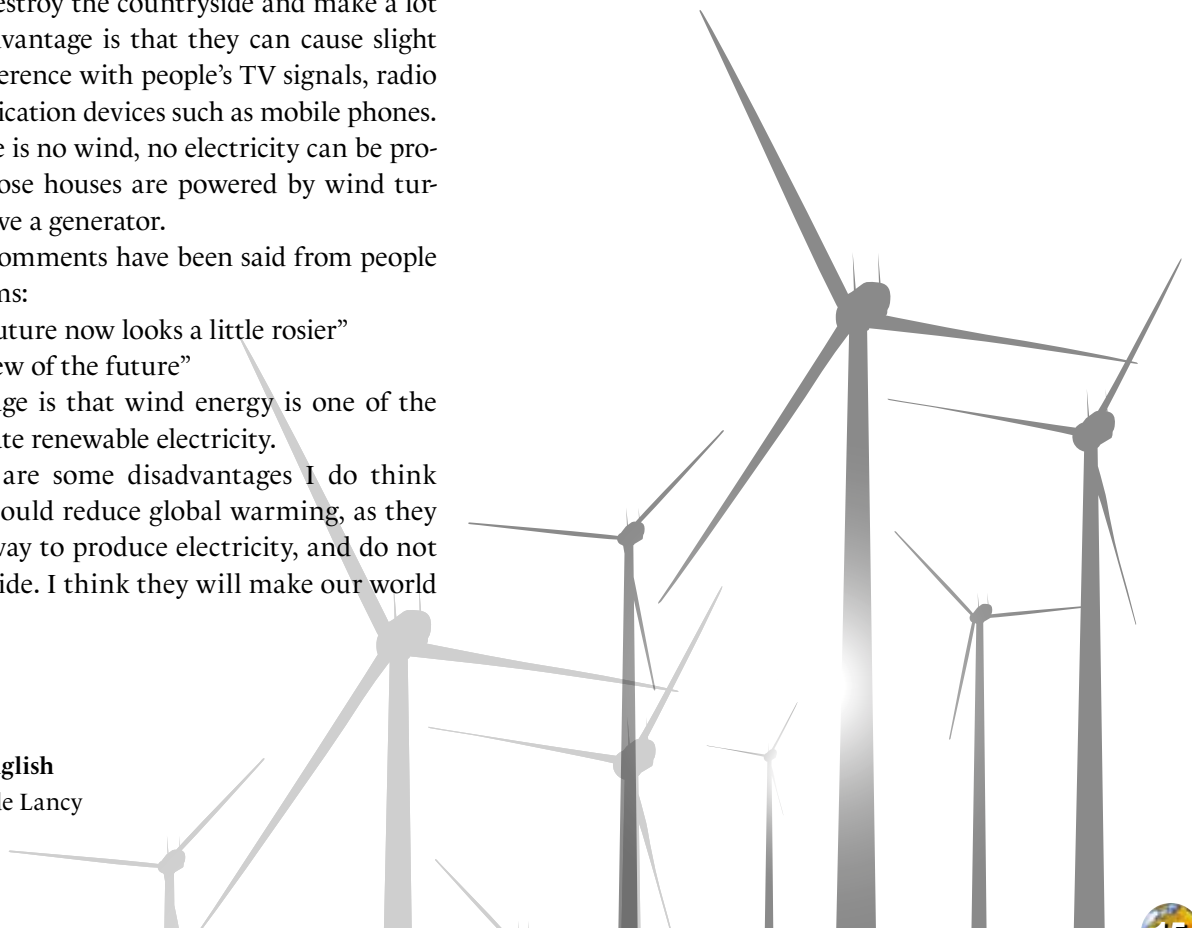 estroy the countryside and make a lot
vantage is that they can cause slight
erence with people’s TV signals, radio
ication devices such as mobile phones.
e is no wind, no electricity can be pro-
ose houses are powered by wind tur-
ve a generator.
omments have been said from people
ms:
uture now looks a little rosier”
ew of the future”
ge is that wind energy is one of the
te renewable electricity.
are some disadvantages I do think
ould reduce global warming, as they
way to produce electricity, and do not
ide. I think they will make our world
glish
de Lancy